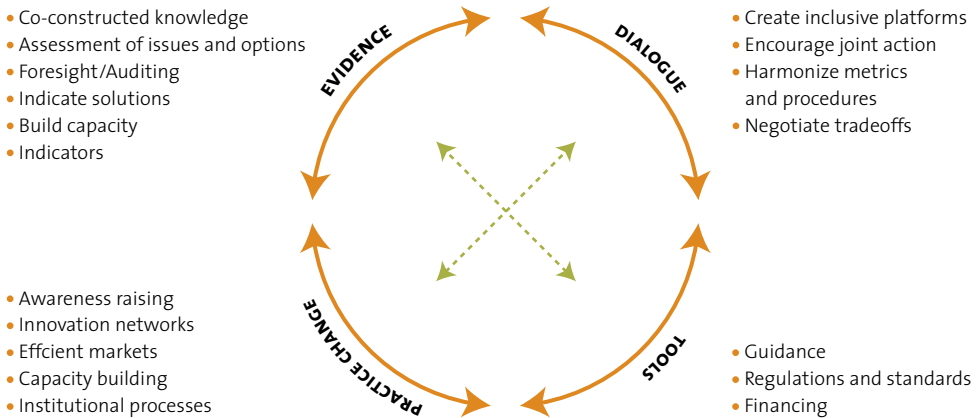 • Co-constructed knowledge
• Assessment of issues and options
• Foresight/Auditing
• Indicate solutions
• Build capacity
• Indicators
EVIDENCE
DIALOGUE
• Create inclusive platforms
• Encourage joint action
• Harmonize metrics
and procedures
• Negotiate tradeoffs
• Awareness raising
• Innovation networks
• Effcient markets
• Capacity building
• Institutional processes
PRACTICE CHANGE
TOOLS
• Guidance
• Regulations and standards
• Financing